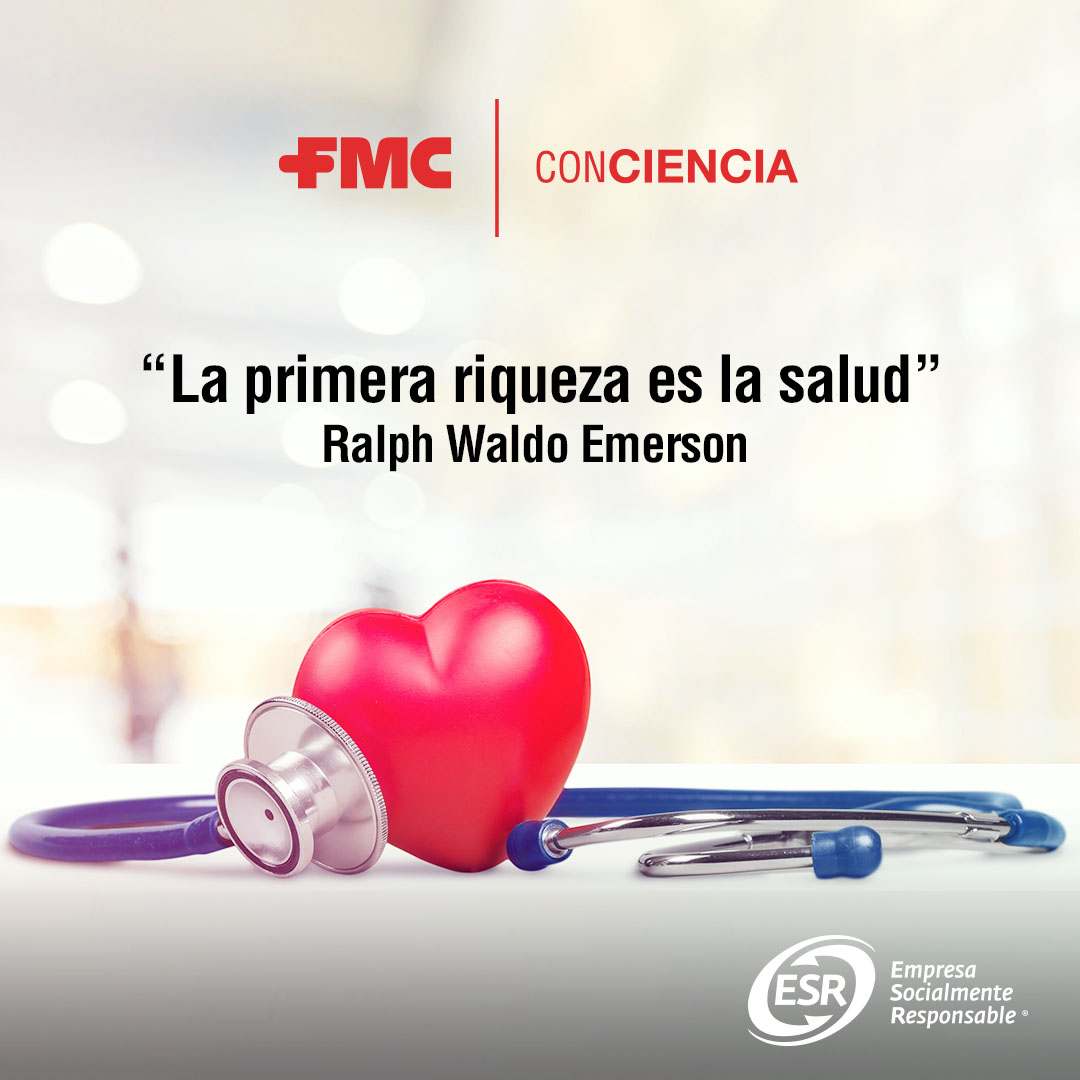 FMC
CONCIENCIA
“La primera riqueza es la salud”
Ralph Waldo Emerson
ESR
Empresa
Socialmente
Responsable ®